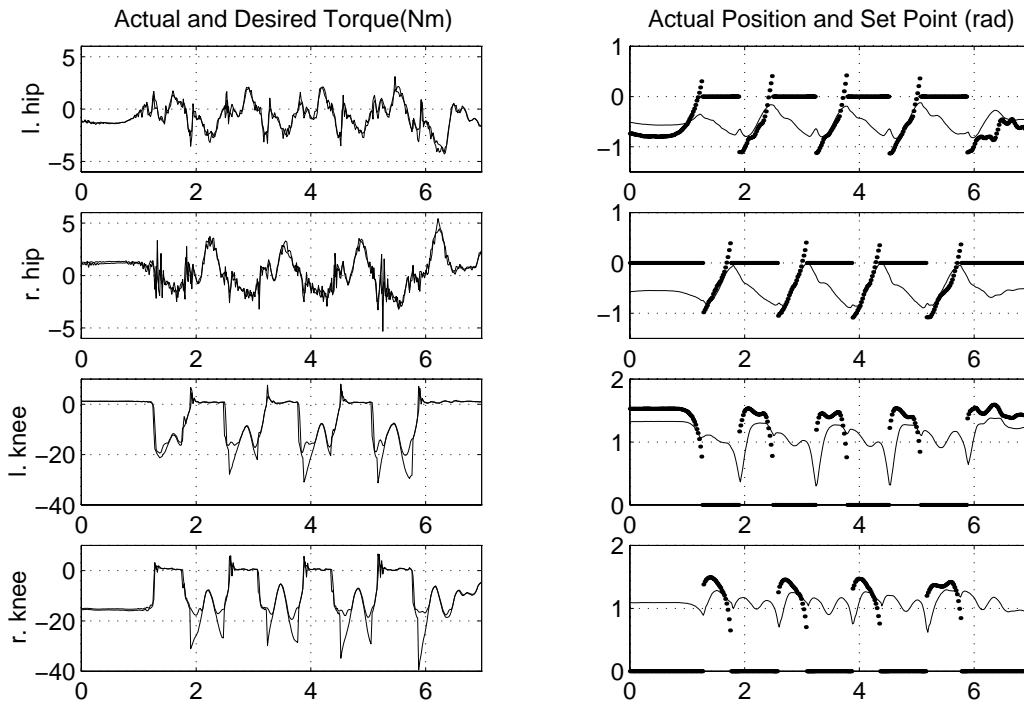 Actual and Desired Torque(Nm)
5
0
−5
l. hip
0 2 4 6
5
0
−5
r. hip
0 2 4 6
0
−20
−40
l. knee
0 2 4 6
0
−20
−40
r. knee
0 2 4 6
Actual Position and Set Point (rad)
1
0
−1
0 2 4 6
1
0
−1
0 2 4 6
2
1
0
0 2 4 6
2
1
0
0 2 4 6